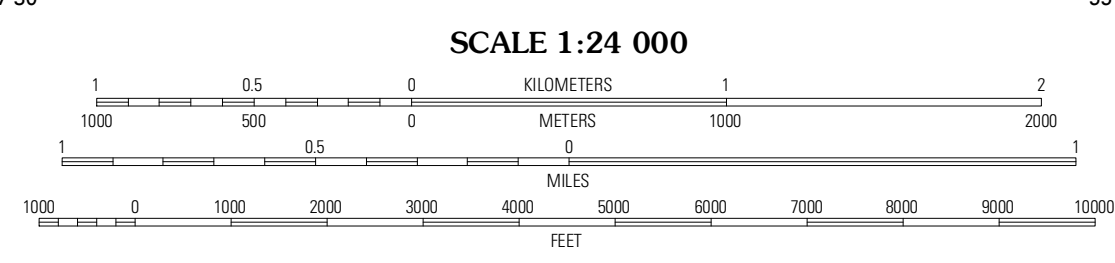 SCALE 1:24 000
1 0.5 0 KILOMETERS 1 2
1000 500 0 METERS 1000 2000
1 0.5 0 1
MILES
1000 0 1000 2000 3000 4000 5000 6000 7000 8000 9000 10000
FEET